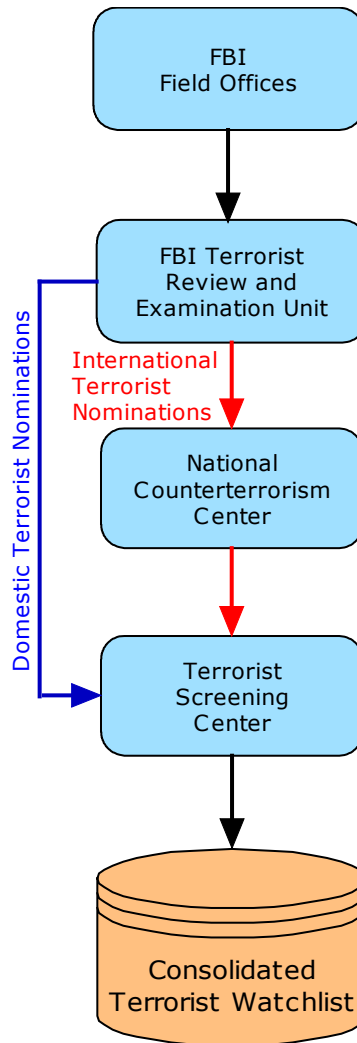 FBI
Field Offices
FBI Terrorist
Review and
Examination Unit
International
Terrorist
Nominations
Domestic Terrorist Nominations
National
Counterterrorism
Center
Terrorist
Screening
Center
Consolidated
Terrorist Watchlist